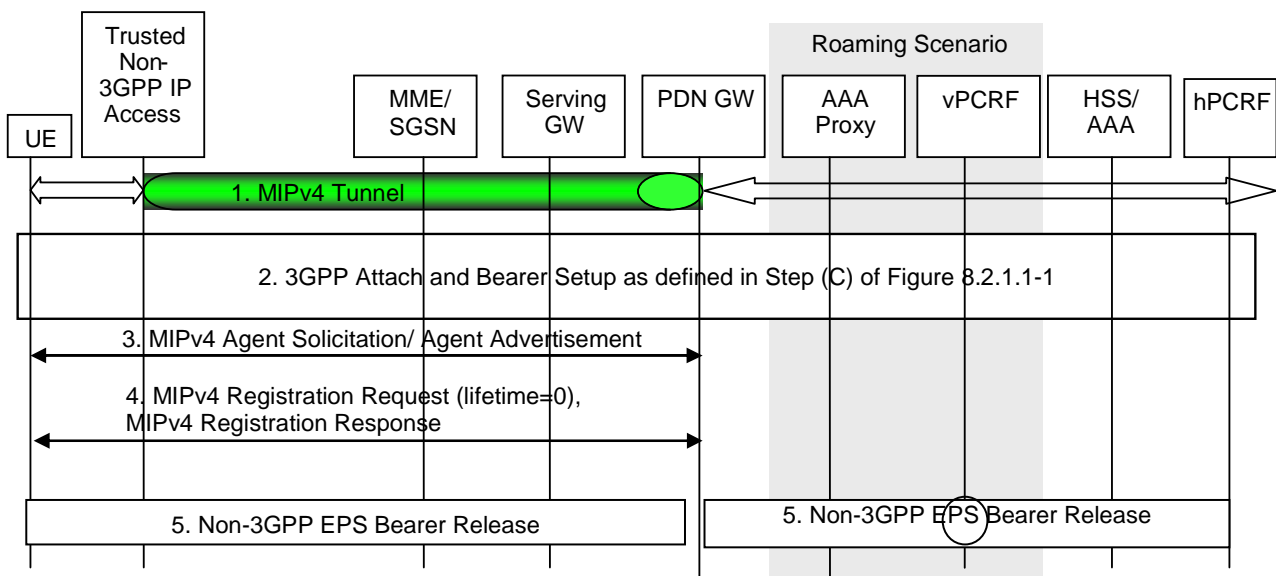 Roaming Scenario
Trusted
Non-
3GPP IP
Access
UE
MME/
SGSN
Serving
GW
PDN GW
AAA
Proxy
vPCRF
HSS/
AAA
hPCRF
1. MIPv4 Tunnel
2. 3GPP Attach and Bearer Setup as defined in Step (C) of Figure 8.2.1.1-1
3. MIPv4 Agent Solicitation/ Agent Advertisement
4. MIPv4 Registration Request (lifetime=0),
MIPv4 Registration Response
5. Non-3GPP EPS Bearer Release
5. Non-3GPP EPS Bearer Release